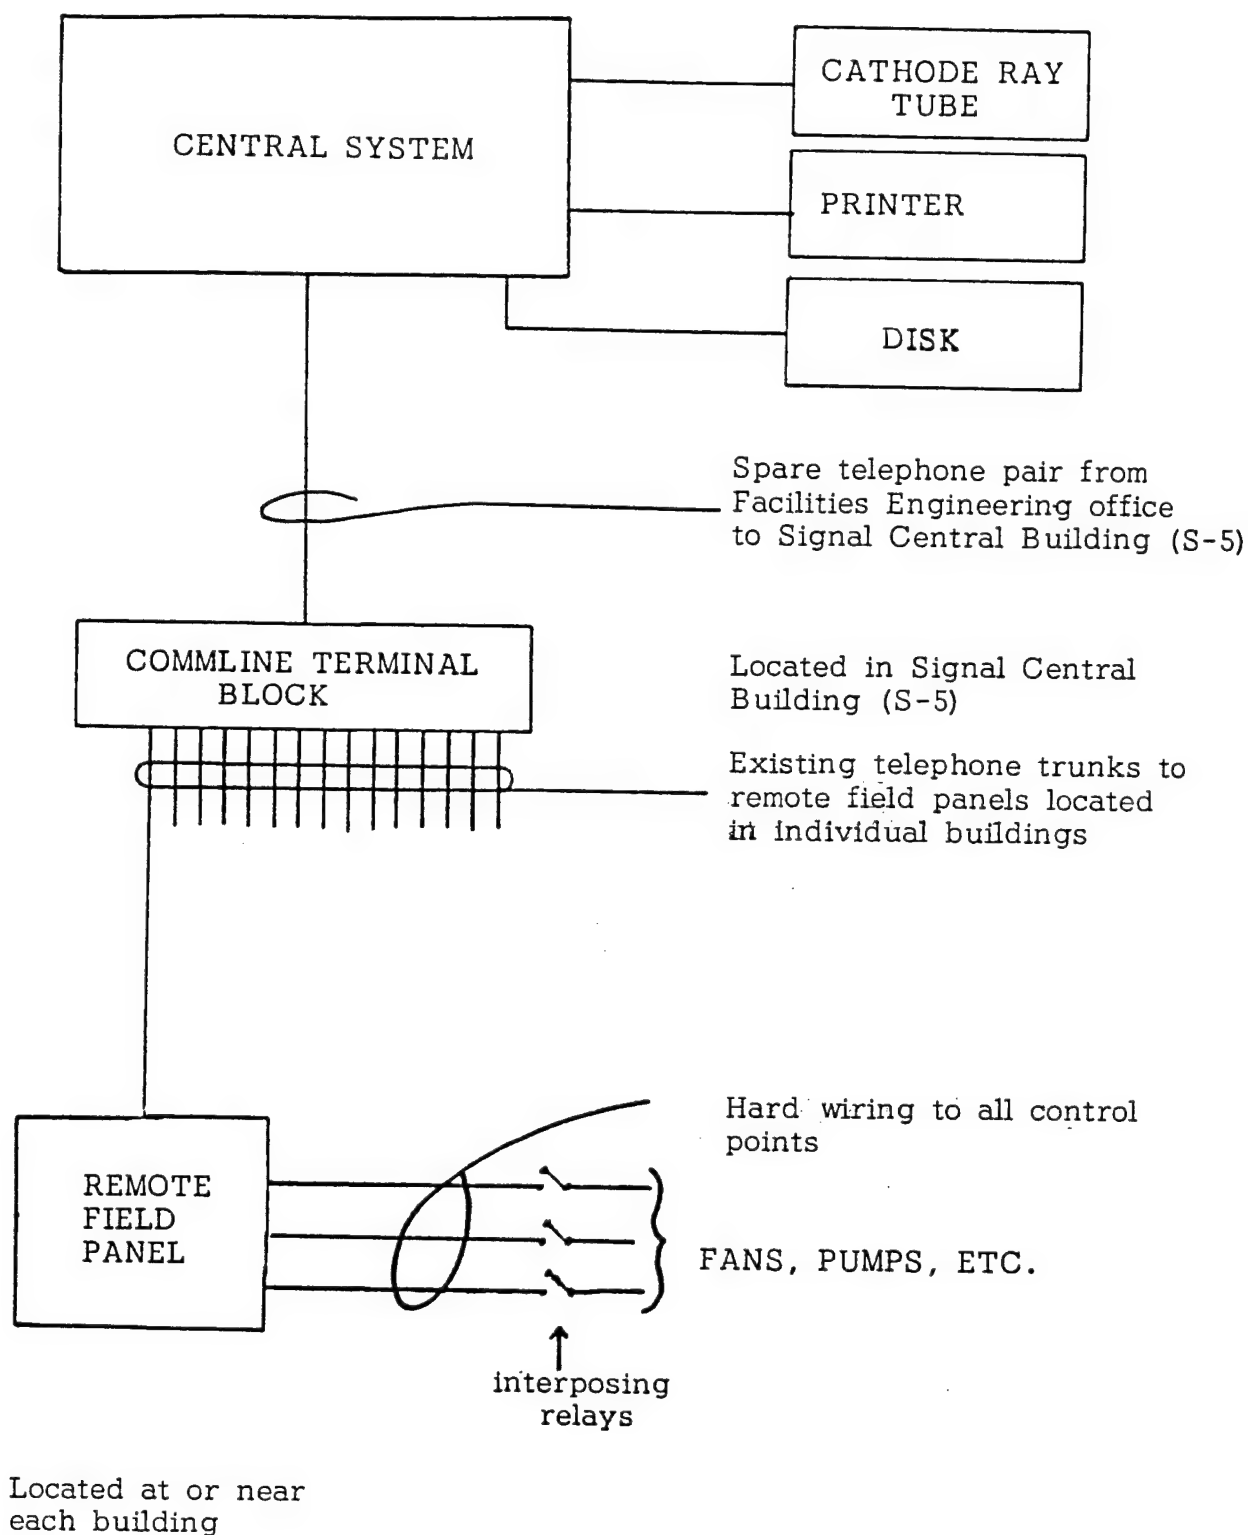 CATHODE RAY
TUBE
CENTRAL SYSTEM
PRINTER
DISK
Spare telephone pair from
Facilities Engineering office
to Signal Central Building (S-5)
COMMLINE TERMINAL
BLOCK
Located in Signal Central
Building (S-5)
Existing telephone trunks to
remote field panels located
in individual buildings
Hard wiring to all control
points
REMOTE
FIELD
PANEL
FANS, PUMPS, ETC.
interposing
relays
Located at or near
each building